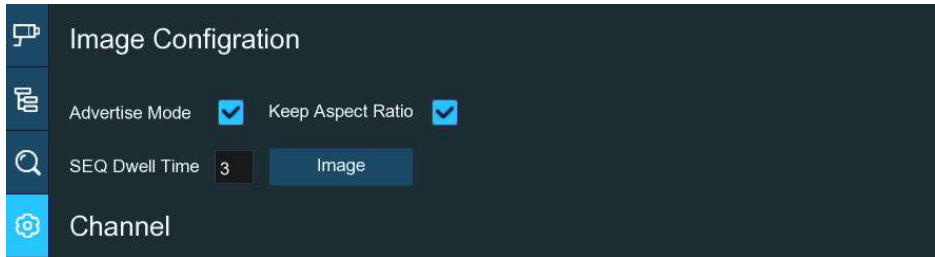 Image Configration
Advertise Mode Keep Aspect Ratio
SEQ Dwell Time 3 Image
Channel